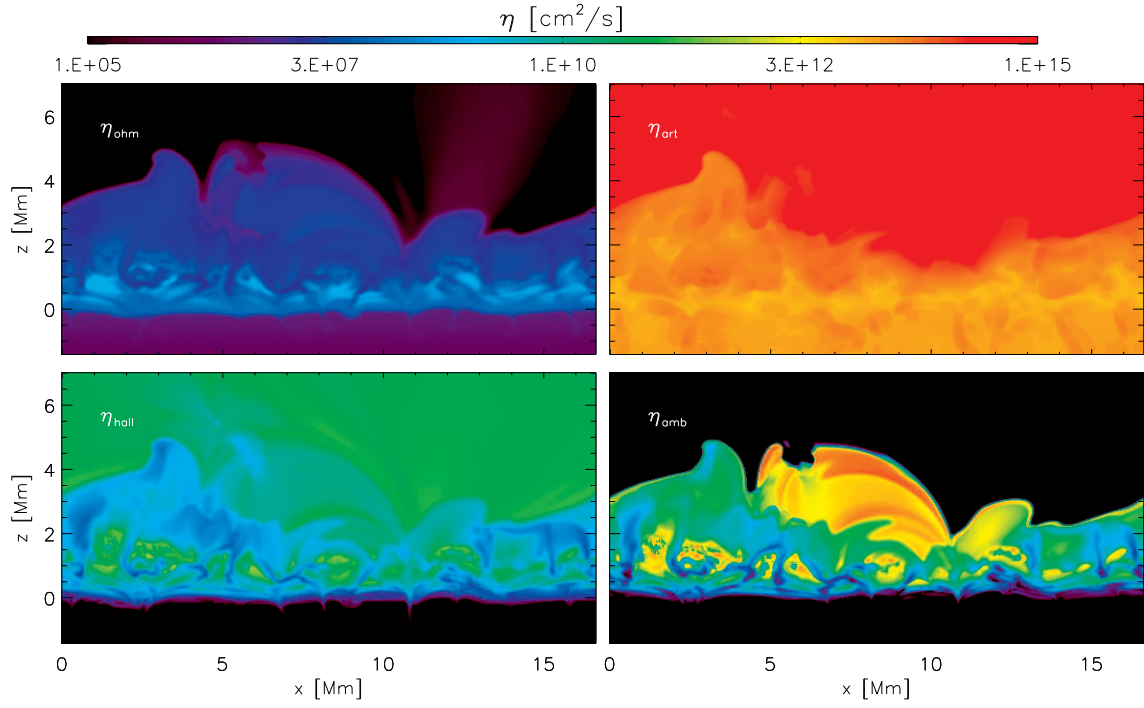 η [cm²/s]
1.E+05 3.E+07 1.E+10 3.E+12 1.E+15
η_ohm
η_art
6
4
2
0
z [Mm]
η_hall
η_amb
6
4
2
0
z [Mm]
0 5 10 15 0 5 10 15
x [Mm] x [Mm]